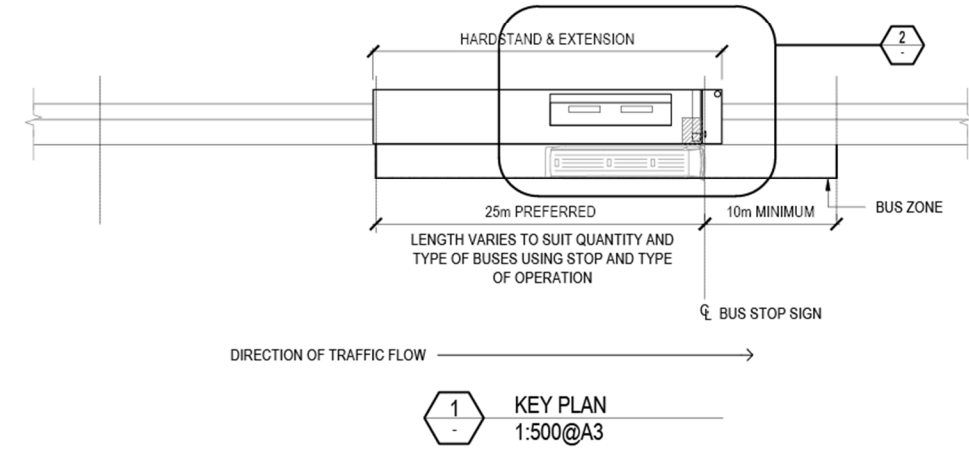 HARDSTAND & EXTENSION
2
-
25m PREFERRED
10m MINIMUM
BUS ZONE
LENGTH VARIES TO SUIT QUANTITY AND
TYPE OF BUSES USING STOP AND TYPE
OF OPERATION
℄ BUS STOP SIGN
DIRECTION OF TRAFFIC FLOW
1
-
KEY PLAN
1:500@A3